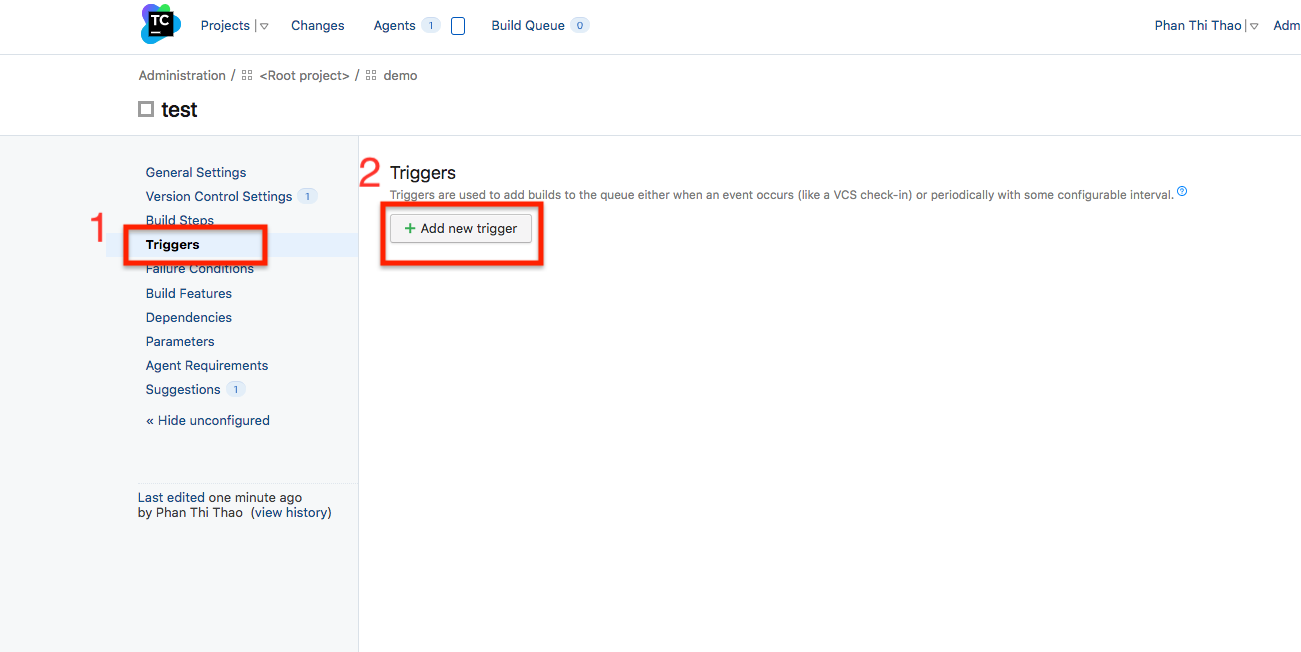 TC
Projects
Changes
Agents 1
Build Queue 0
Phan Thi Thao
Adm
Administration / <Root project> / demo
test
1
General Settings
Version Control Settings 1
Build Steps
Triggers
Failure Conditions
Build Features
Dependencies
Parameters
Agent Requirements
Suggestions 1
« Hide unconfigured
Last edited one minute ago
by Phan Thi Thao (view history)
2
Triggers
Triggers are used to add builds to the queue either when an event occurs (like a VCS check-in) or periodically with some configurable interval. ?
+ Add new trigger